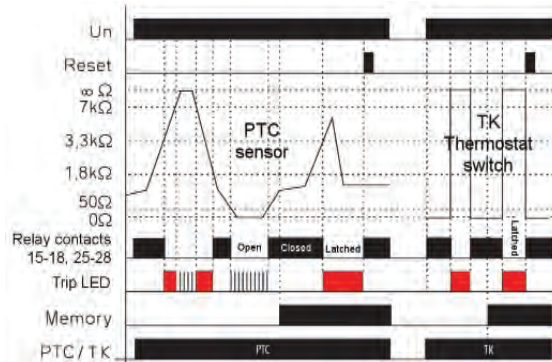 Un
Reset
∞ Ω
7kΩ
3,3kΩ
1,8kΩ
50Ω
0Ω
PTC
sensor
TK
Thermostat
switch
Relay contacts
15-18, 25-28
Open
Closed
Latched
Latched
Trip LED
Memory
PTC / TK
PTC
TK